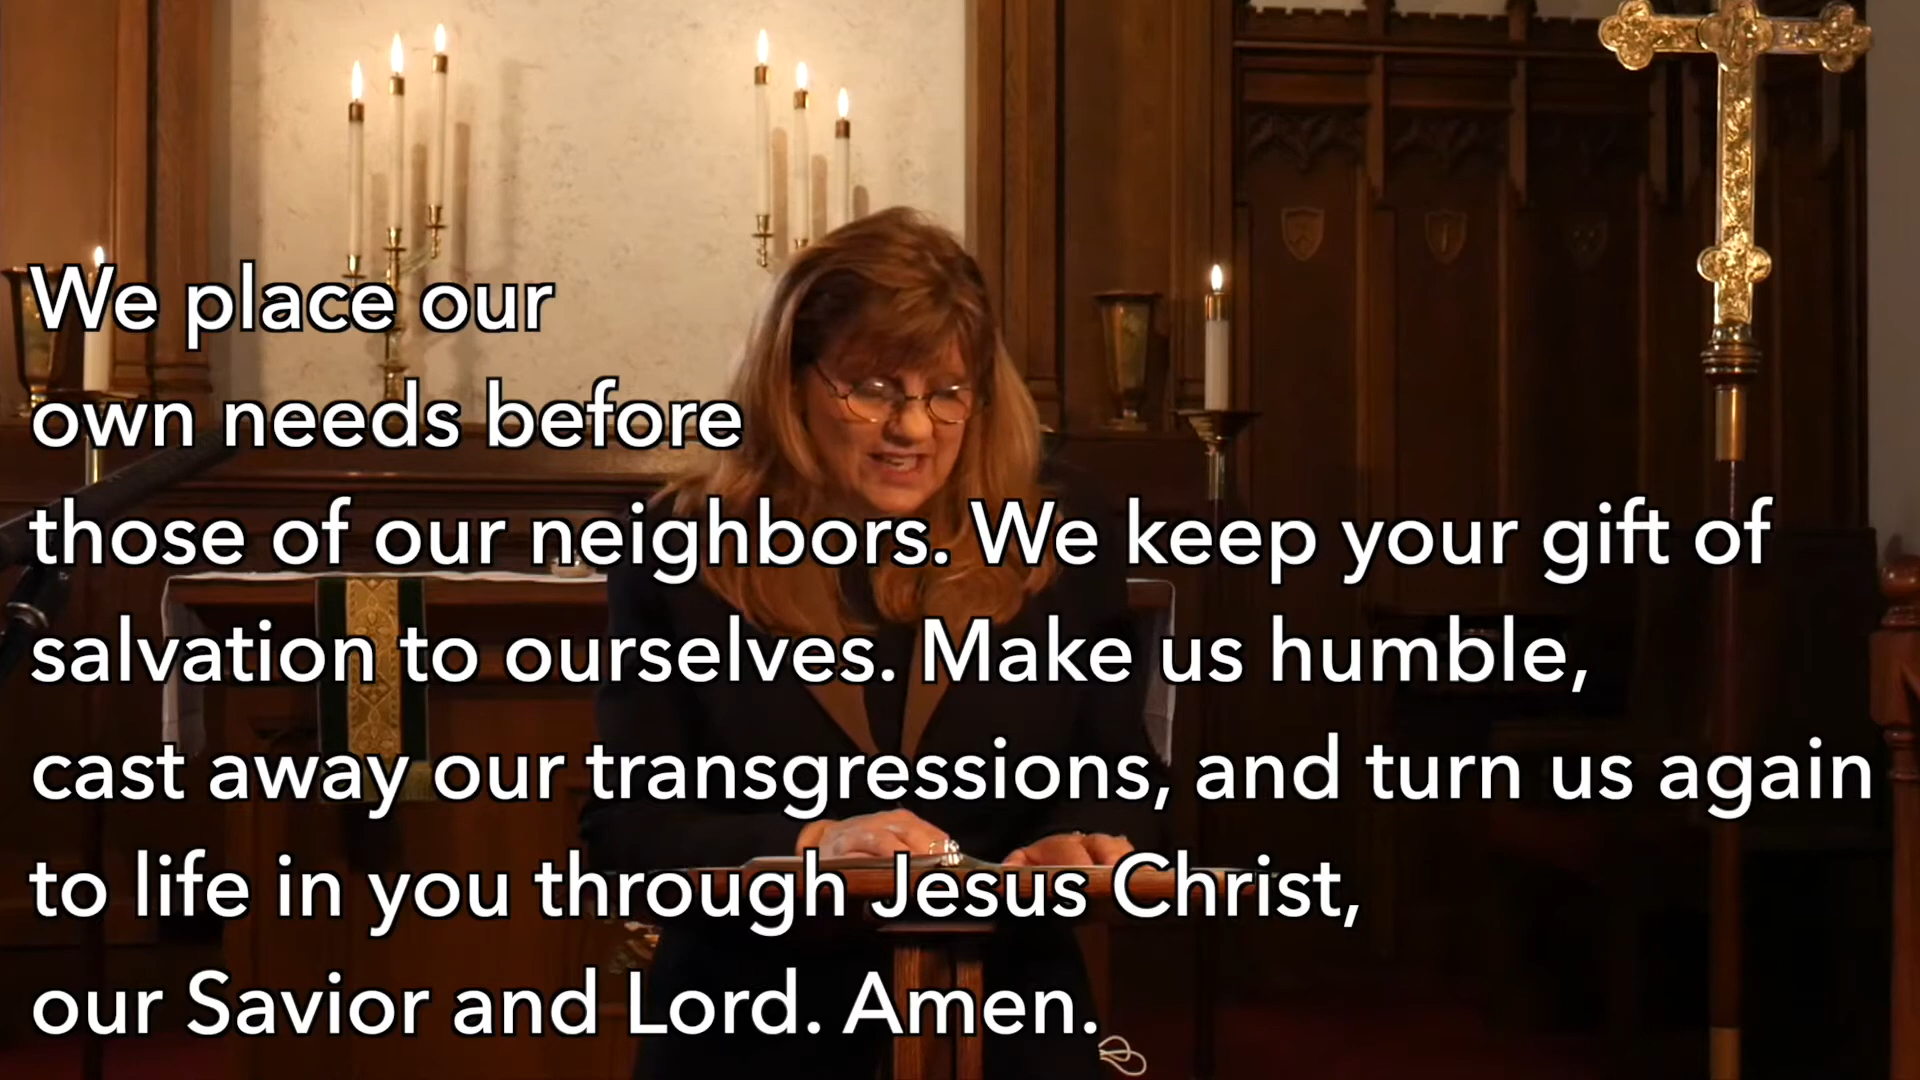 We place our
own needs before
those of our neighbors. We keep your gift of
salvation to ourselves. Make us humble,
cast away our transgressions, and turn us again
to life in you through Jesus Christ,
our Savior and Lord. Amen.